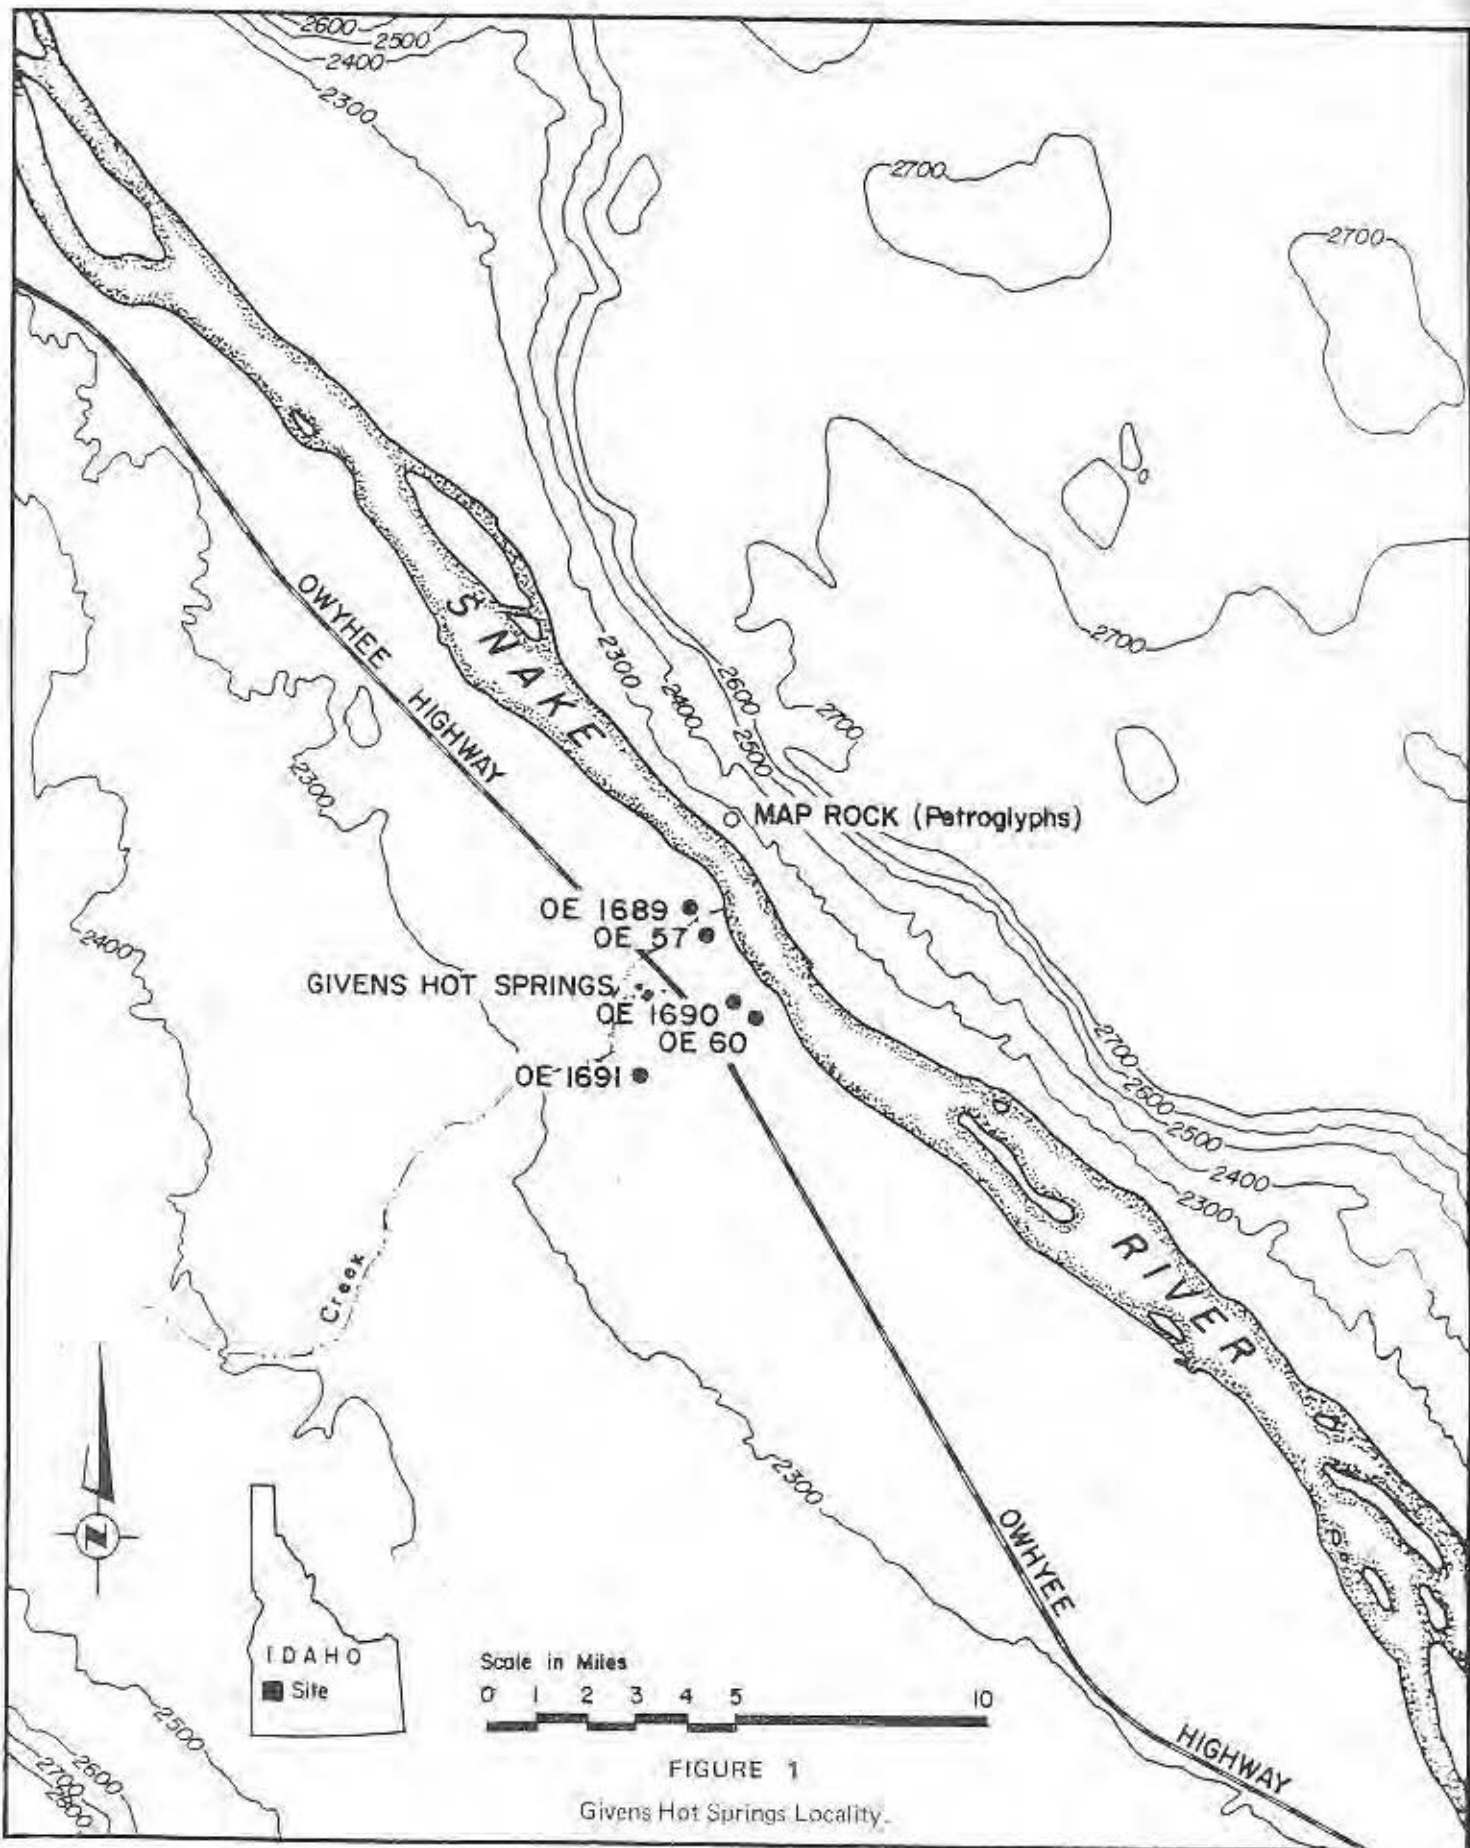 2600
2500
2400
2300
2700
2700
OWYHEE HIGHWAY
SNAKE
2300
2400
2600
2500
2700
2700
2300
MAP ROCK (Petroglyphs)
OE 1689
OE 57
2400
GIVENS HOT SPRINGS
OE 1690
OE 60
OE 1691
2700
2600
2500
2400
2300
RIVER
Creek
2300
OWHYEE
HIGHWAY
N
IDAHO
Site
Scale in Miles
0 1 2 3 4 5 10
2500
2600
2700
2800
FIGURE 1
Givens Hot Springs Locality.